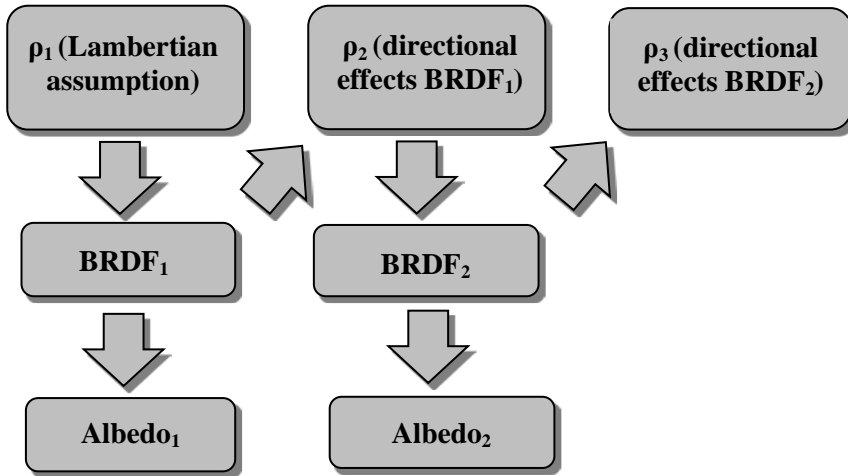 ρ₁ (Lambertian
assumption)
ρ₂ (directional
effects BRDF₁)
ρ₃ (directional
effects BRDF₂)
BRDF₁
BRDF₂
Albedo₁
Albedo₂